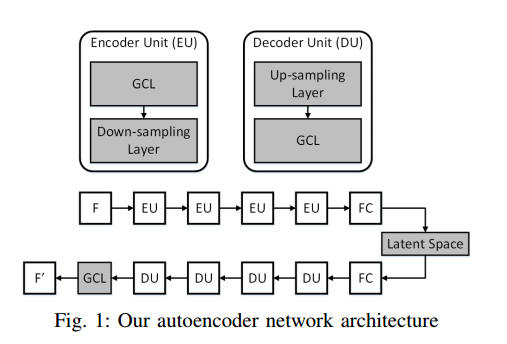 Encoder Unit (EU)
GCL
Down-sampling
Layer
Decoder Unit (DU)
Up-sampling
Layer
GCL
F EU EU EU EU FC
Latent Space
F' GCL DU DU DU DU FC
Fig. 1: Our autoencoder network architecture